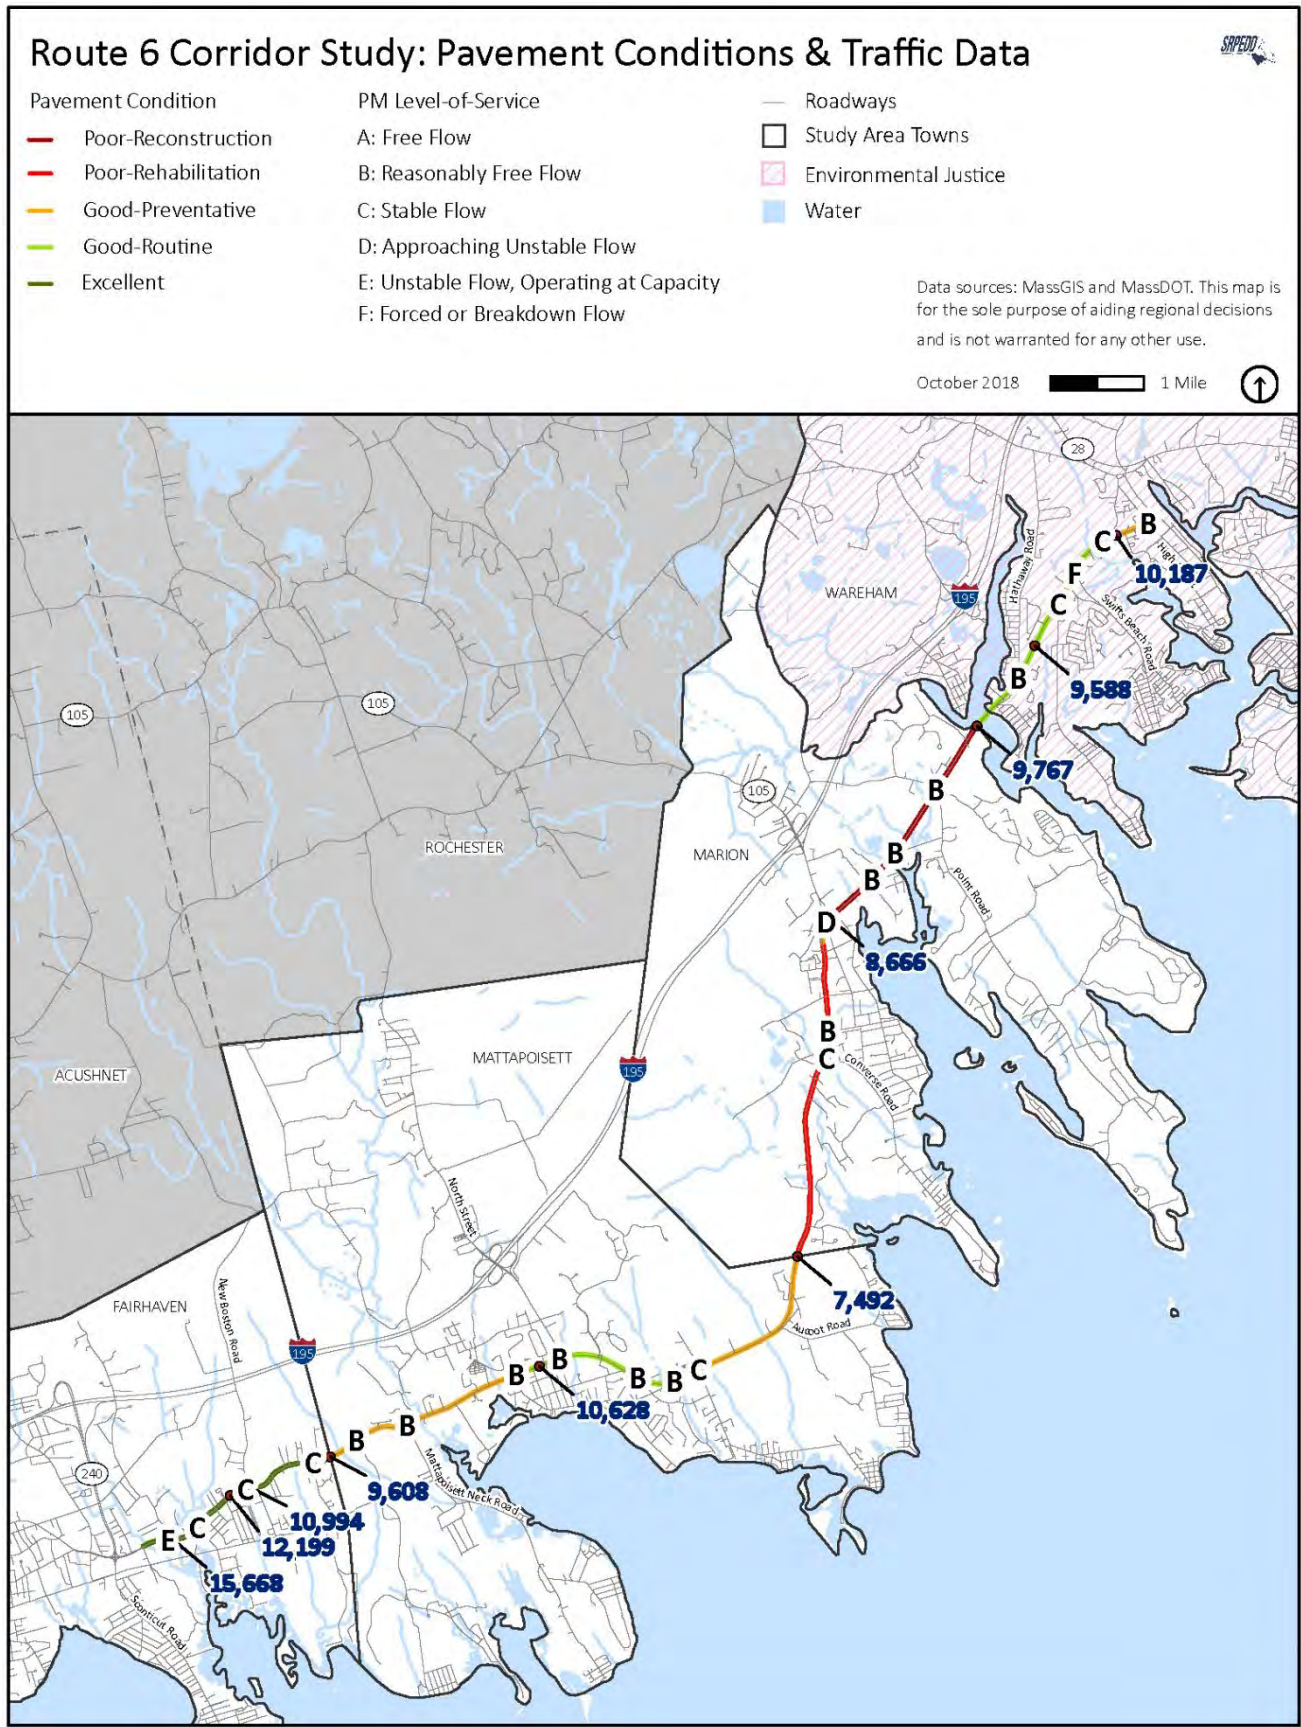 Route 6 Corridor Study: Pavement Conditions & Traffic Data
SRPEDD
Pavement Condition
Poor-Reconstruction
Poor-Rehabilitation
Good-Preventative
Good-Routine
Excellent
PM Level-of-Service
A: Free Flow
B: Reasonably Free Flow
C: Stable Flow
D: Approaching Unstable Flow
E: Unstable Flow, Operating at Capacity
F: Forced or Breakdown Flow
Roadways
Study Area Towns
Environmental Justice
Water
Data sources: MassGIS and MassDOT. This map is
for the sole purpose of aiding regional decisions
and is not warranted for any other use.
October 2018
1 Mile
28
B
C
High
10,187
F
Hathaway Road
WAREHAM
195
C
Swifts Beach Road
9,588
B
105
105
9,767
105
B
ROCHESTER
MARION
B
B
Point Road
D
8,666
B
C
MATTAPOISETT
195
Converse Road
ACUSHNET
North Street
7,492
FAIRHAVEN
New Boston Road
Aucoot Road
195
B
B
B
B
C
10,628
B
B
C
240
9,608
Mattapoisett Neck Road
C
10,994
C
E
12,199
15,668
Sconticut Road